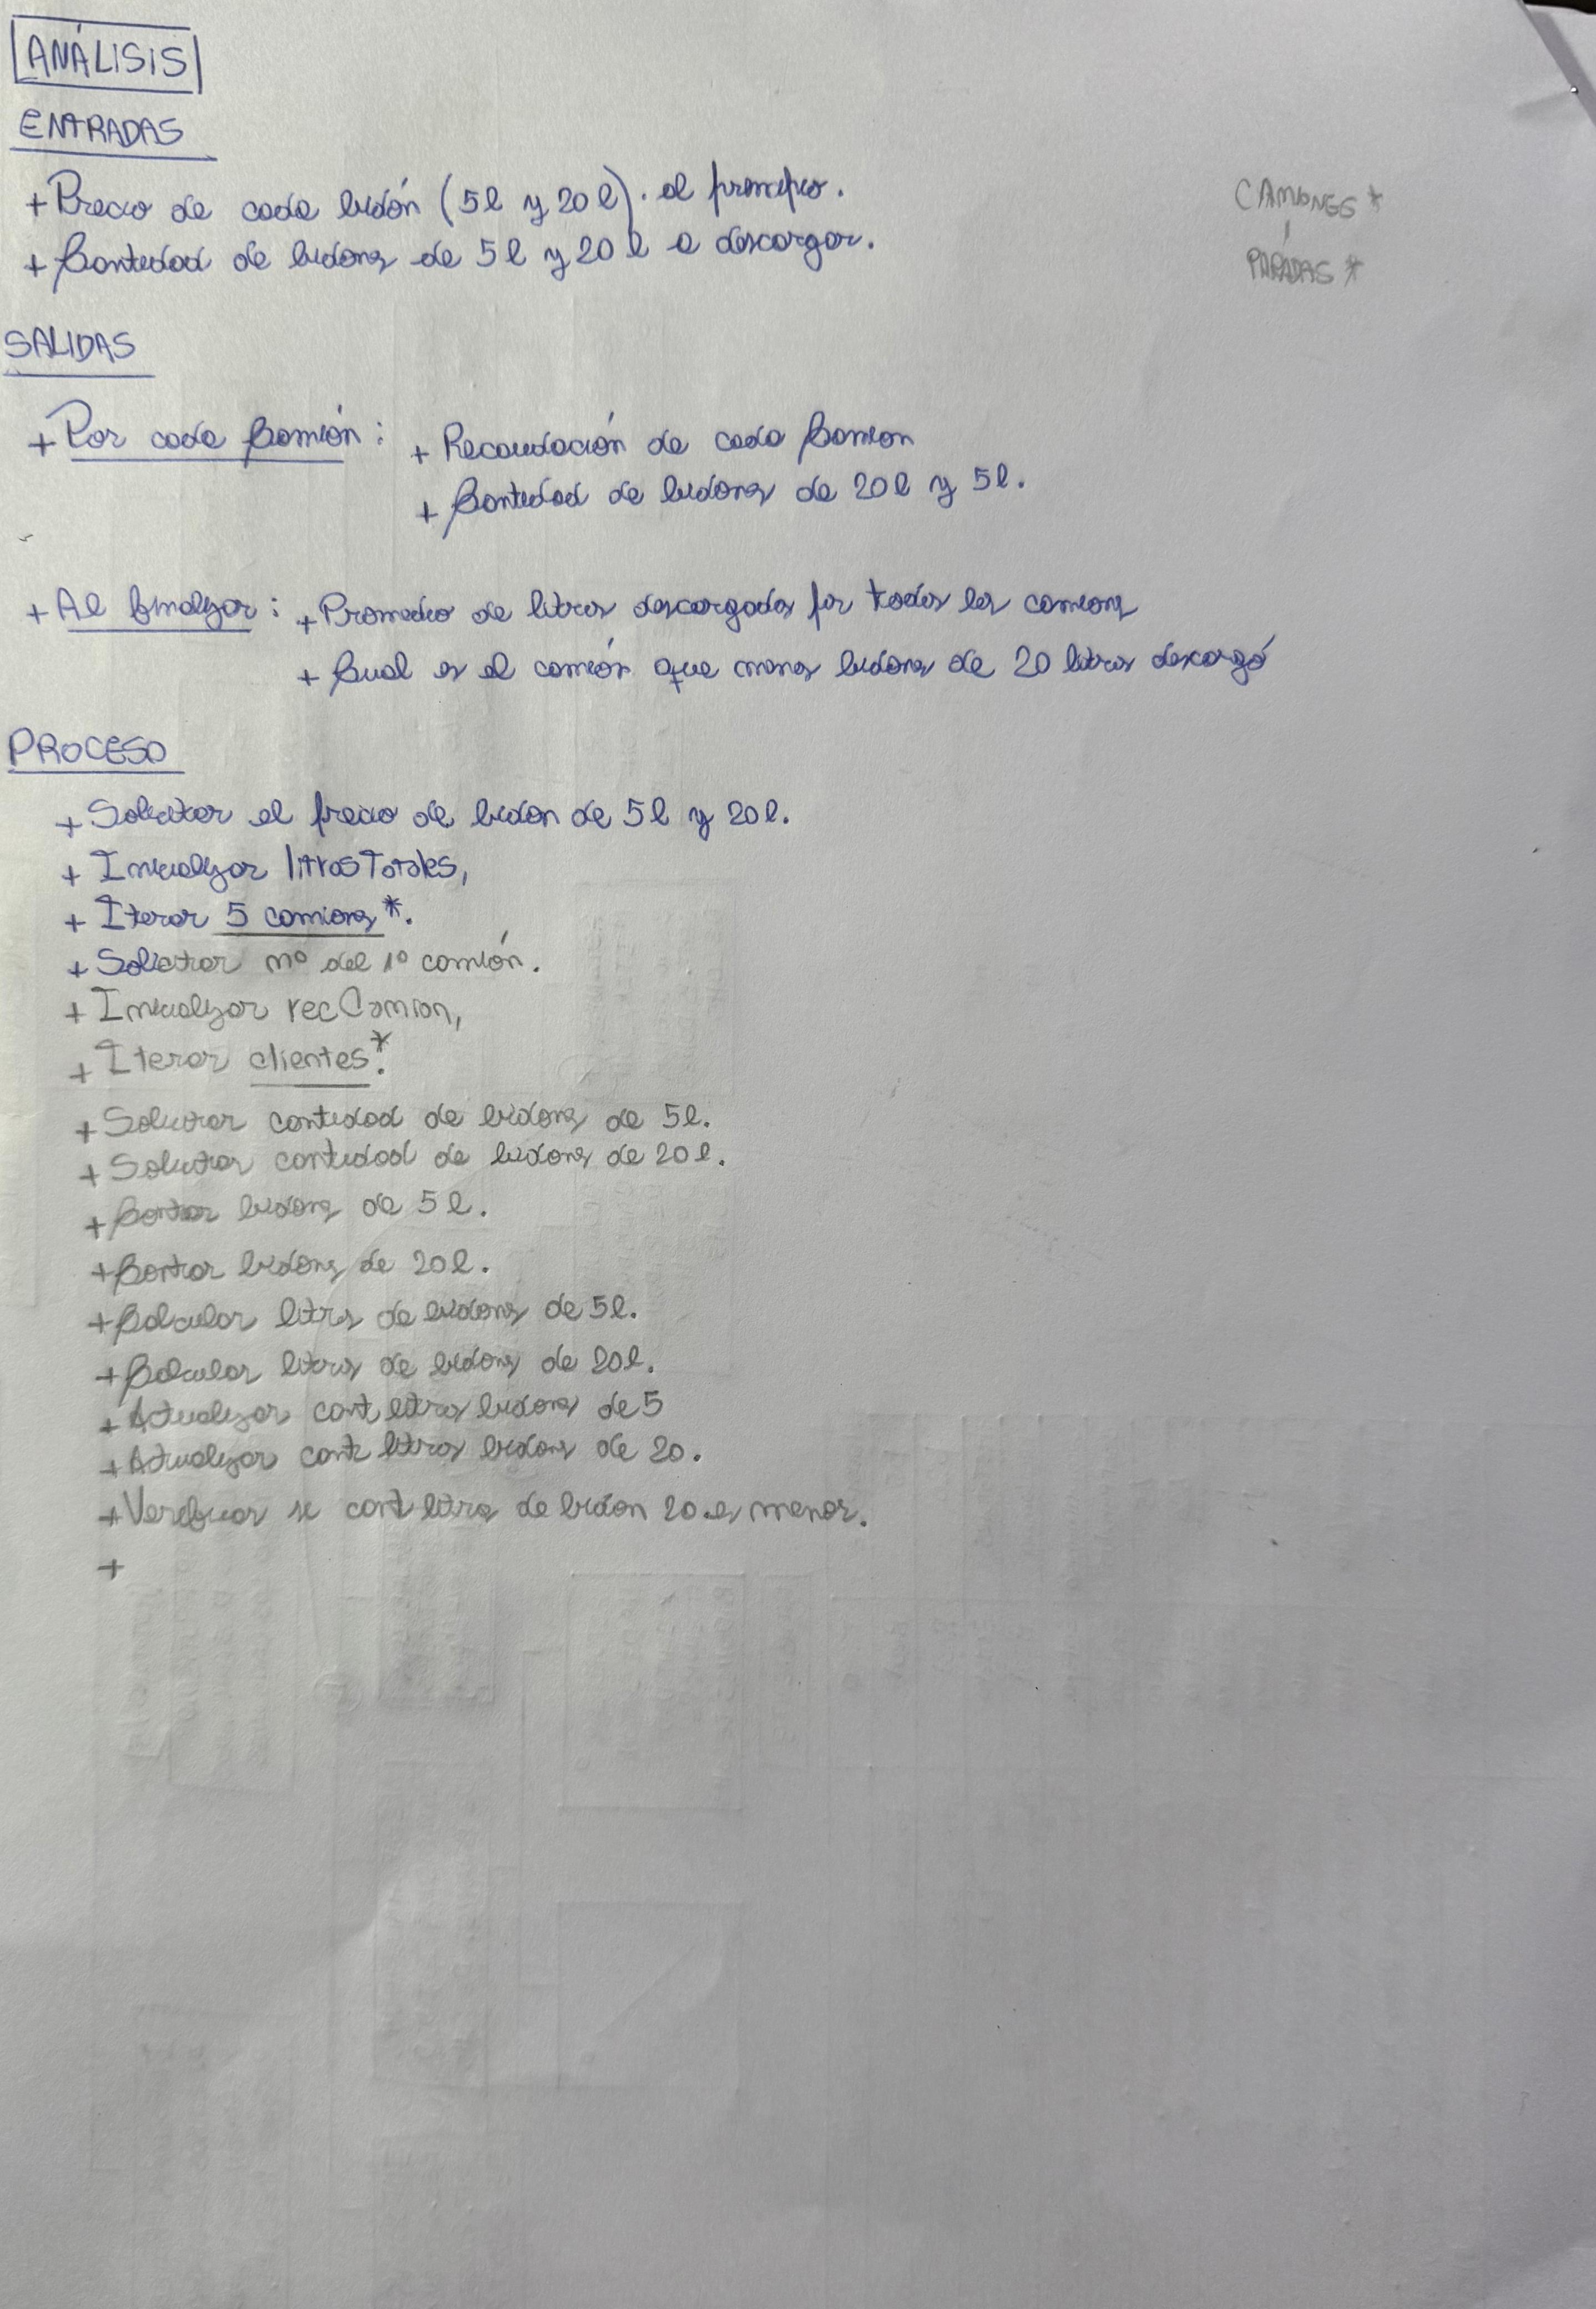 ANÁLISIS
ENTRADAS
+ Precio de cada bidón (5l y 20l). al principio.
+ Cantidad de bidones de 5l y 20l a descargar.
CAMIONES *
PARADAS *
SALIDAS
+ Por cada Camión: + Recaudación de cada Camion
+ Cantidad de bidones de 20l y 5l.
+ Al finalizar: + Promedio de litros descargados por todos los camiones
+ Cual es el camión que menos bidones de 20 litros descargó
PROCESO
+ Solicitar el precio de bidon de 5l y 20l.
+ Inicializar litrosTotales,
+ Iterar 5 camiones *.
+ Solicitar nº del 1º camión.
+ Inicializar recCamion,
+ Iterar clientes *.
+ Solicitar cantidad de bidones de 5l.
+ Solicitar cantidad de bidones de 20l.
+ Contar bidones de 5l.
+ Contar bidones de 20l.
+ Calcular litros de bidones de 5l.
+ Calcular litros de bidones de 20l.
+ Actualizar cant litros bidones de 5
+ Actualizar cant litros bidones de 20.
+ Verificar si cant litros de bidon 20 es menor.
+